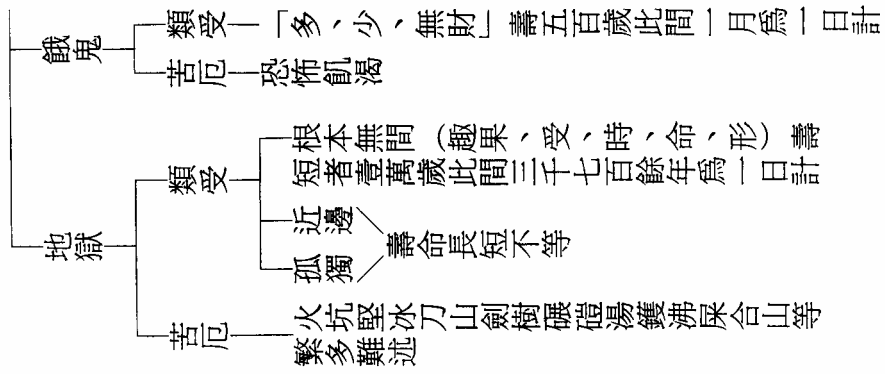 餓鬼
類受
「多、少、無財」壽五百歲此間一月爲一日計
苦厄
恐怖飢渴
地獄
類受
根本無間（趣果、受、時、命、形）壽
短者壹萬歲此間三千七百餘年爲一日計
近邊
孤獨
壽命長短不等
苦厄
火坑堅冰刀山劍樹碾磑湯鑊沸屎合山等
繁多難述